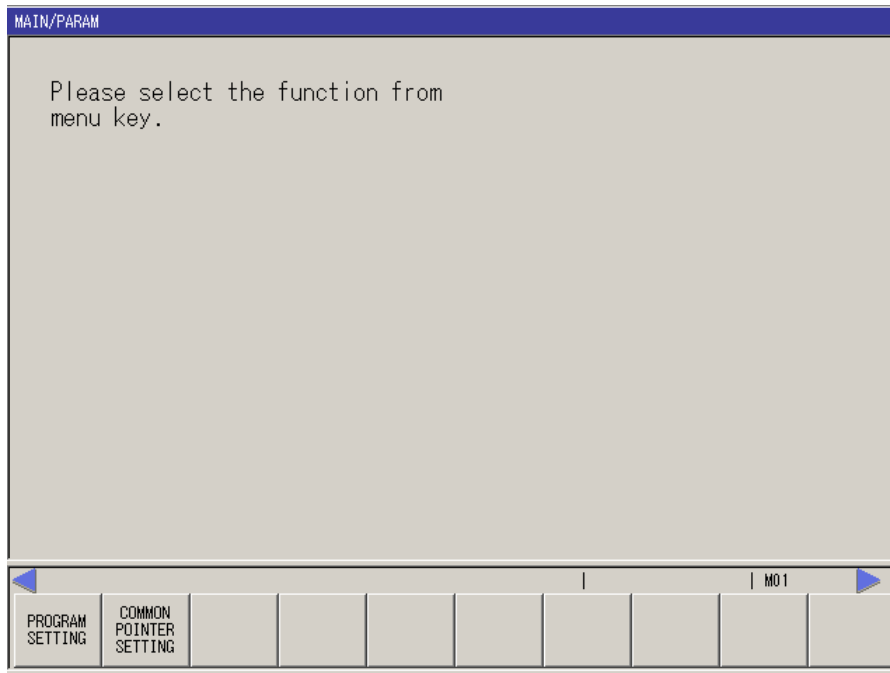 MAIN/PARAM
Please select the function from
menu key.
| | M01
PROGRAM
SETTING
COMMON
POINTER
SETTING